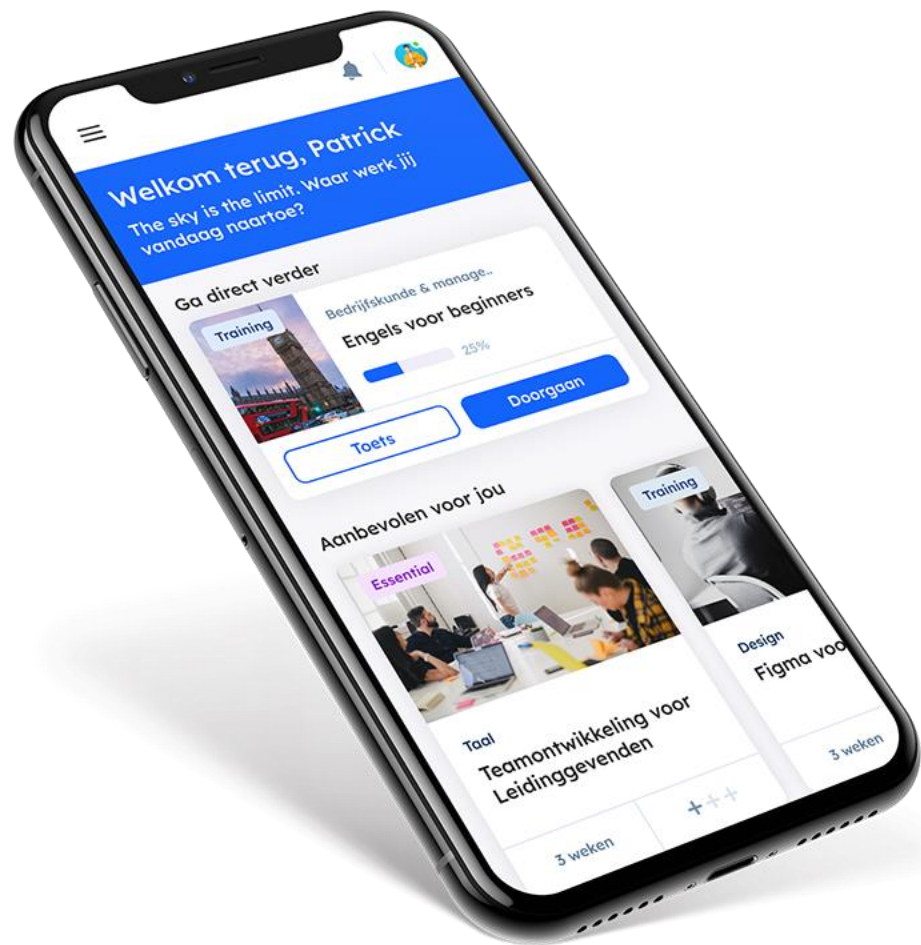 Welkom terug, Patrick
The sky is the limit. Waar werk jij
vandaag naartoe?
Ga direct verder
Training
Bedrijfskunde & manage..
Engels voor beginners
25%
Toets
Doorgaan
Aanbevolen voor jou
Essential
Taal
Teamontwikkeling voor
Leidinggevenden
3 weken
Training
Design
Figma voo
3 weken